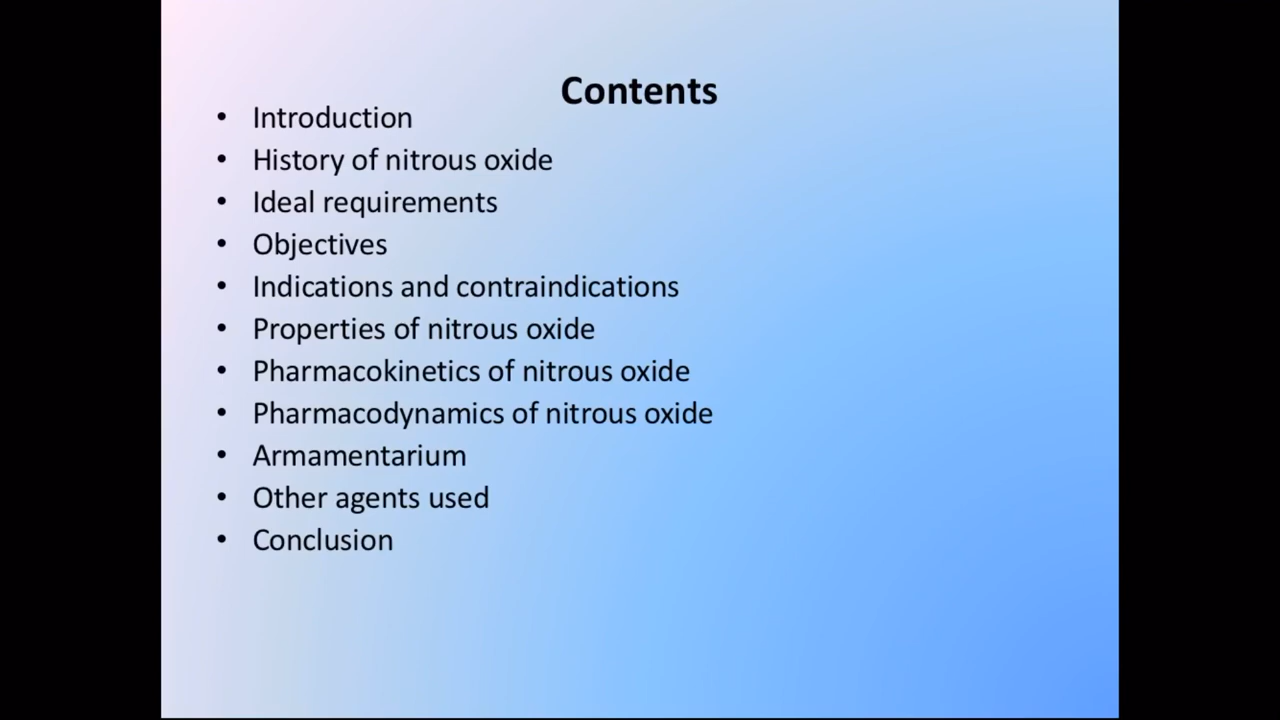 Contents
• Introduction
• History of nitrous oxide
• Ideal requirements
• Objectives
• Indications and contraindications
• Properties of nitrous oxide
• Pharmacokinetics of nitrous oxide
• Pharmacodynamics of nitrous oxide
• Armamentarium
• Other agents used
• Conclusion